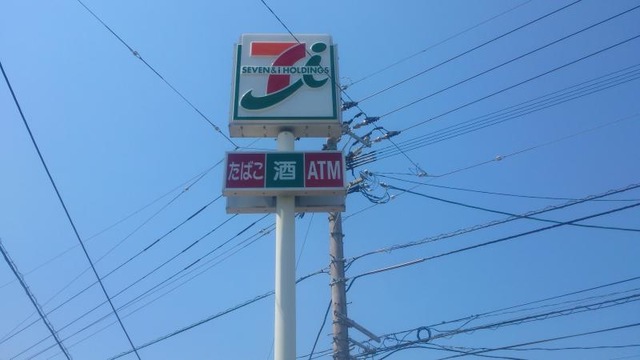 SEVEN & i HOLDINGS
たばこ 酒 ATM